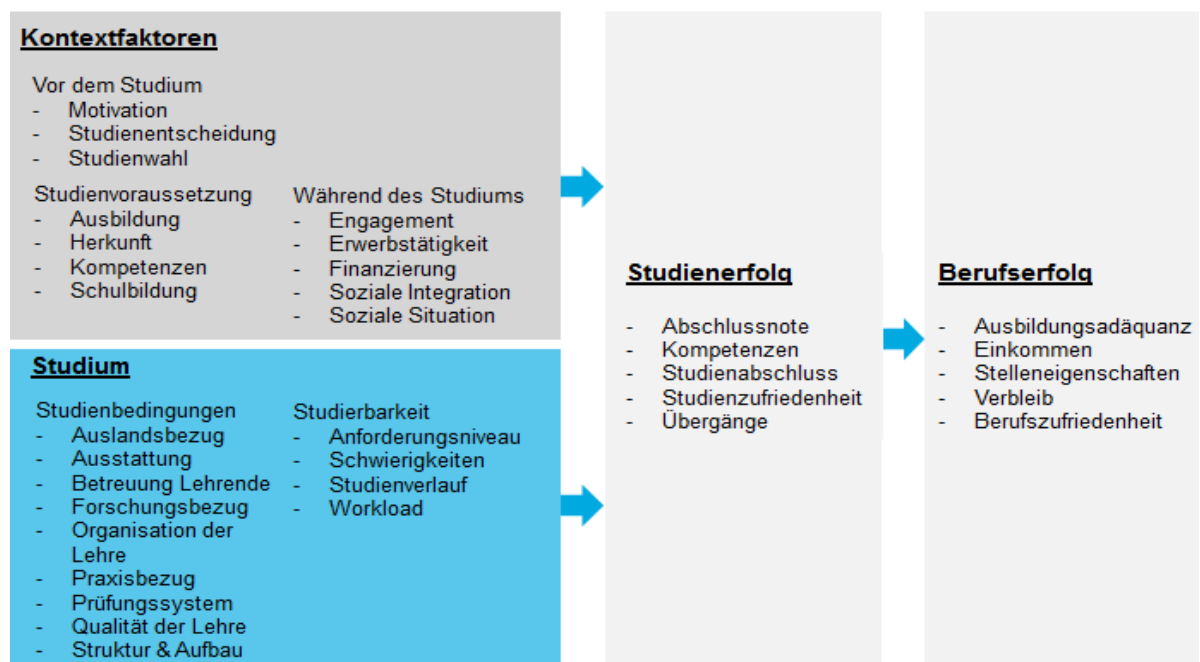 Kontextfaktoren
Vor dem Studium
- Motivation
- Studienentscheidung
- Studienwahl
Studienvoraussetzung
- Ausbildung
- Herkunft
- Kompetenzen
- Schulbildung
Während des Studiums
- Engagement
- Erwerbstätigkeit
- Finanzierung
- Soziale Integration
- Soziale Situation
Studium
Studienbedingungen
- Auslandsbezug
- Ausstattung
- Betreuung Lehrende
- Forschungsbezug
- Organisation der
Lehre
- Praxisbezug
- Prüfungssystem
- Qualität der Lehre
- Struktur & Aufbau
Studierbarkeit
- Anforderungsniveau
- Schwierigkeiten
- Studienverlauf
- Workload
Studienerfolg
- Abschlussnote
- Kompetenzen
- Studienabschluss
- Studienzufriedenheit
- Übergänge
Berufserfolg
- Ausbildungsadäquanz
- Einkommen
- Stelleneigenschaften
- Verbleib
- Berufszufriedenheit